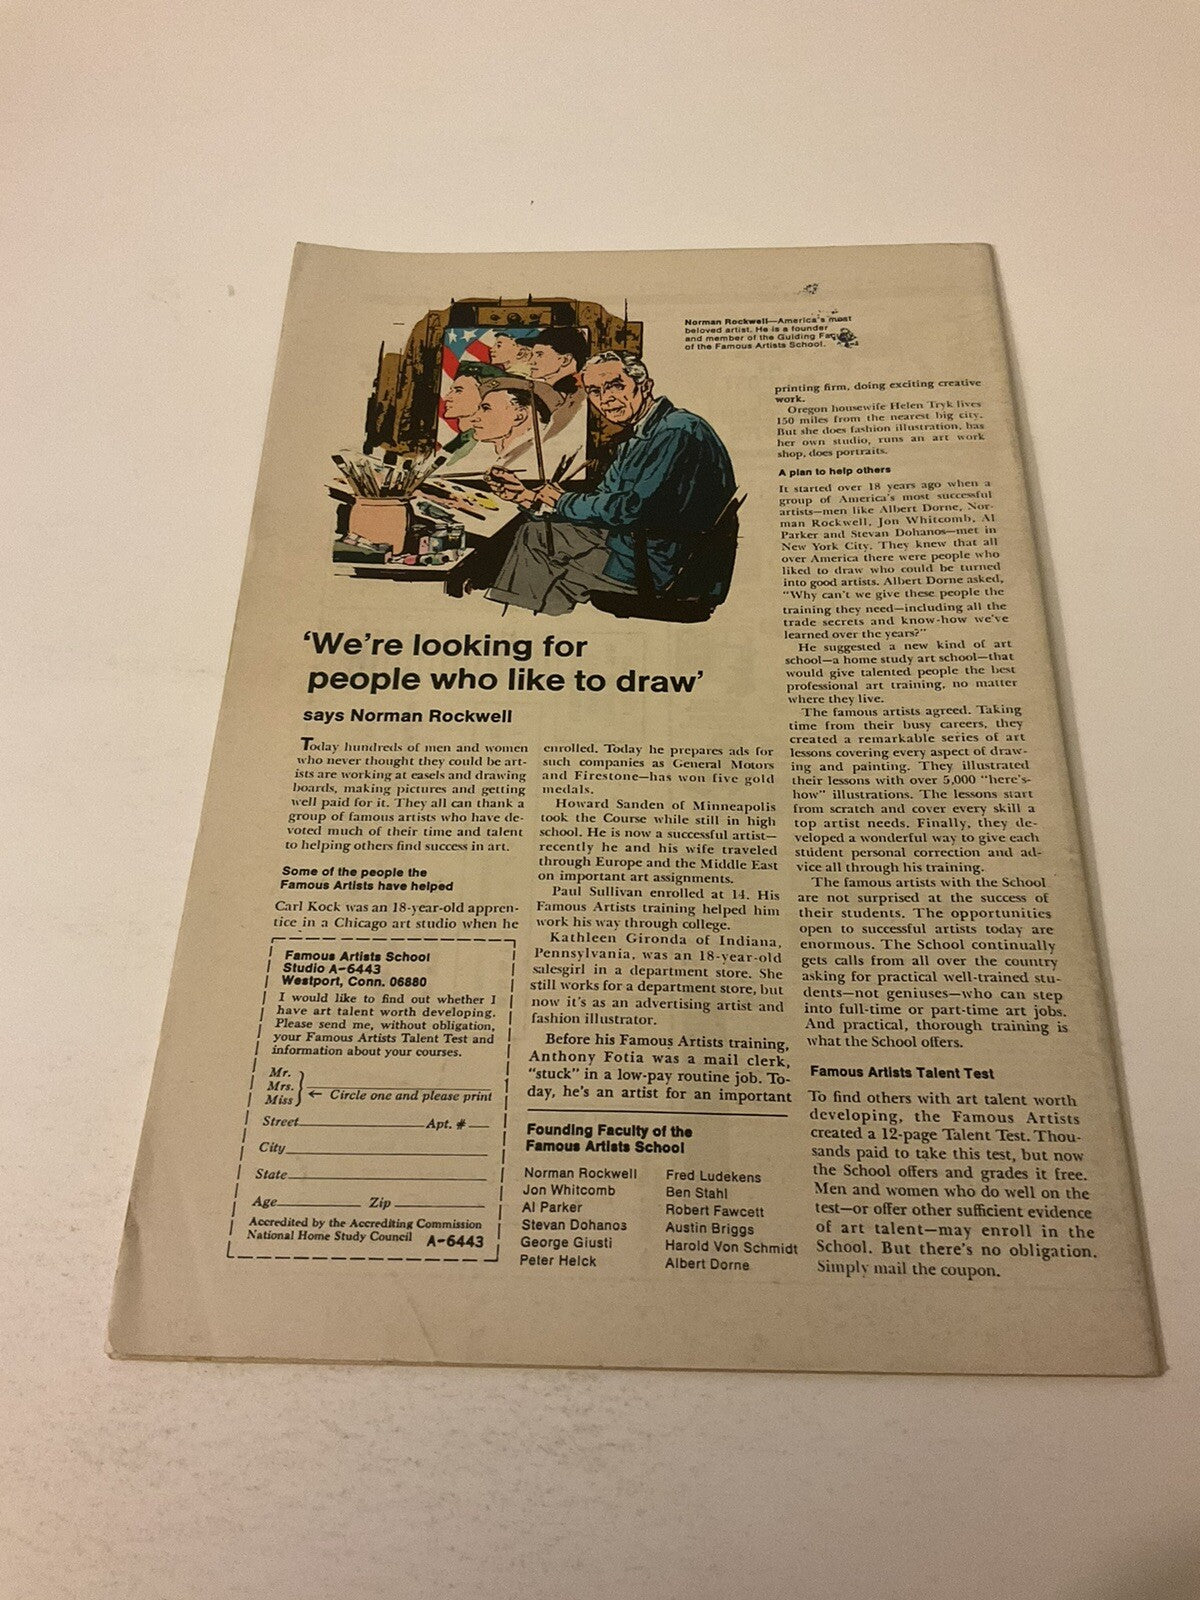 Norman Rockwell—America's most
beloved artist. He is a founder
and member of the Guiding
of the Famous Artists School.
'We're looking for
people who like to draw'
says Norman Rockwell
Today hundreds of men and women
who never thought they could be art-
ists are working at easels and drawing
boards, making pictures and getting
well paid for it. They all can thank a
group of famous artists who have de-
voted much of their time and talent
to helping others find success in art.
Some of the people the
Famous Artists have helped
Carl Kock was an 18-year-old appren-
tice in a Chicago art studio when he
enrolled. Today he prepares ads for
such companies as General Motors
and Firestone—has won five gold
medals.
Howard Sanden of Minneapolis
took the Course while still in high
school. He is now a successful artist—
recently he and his wife traveled
through Europe and the Middle East
on important art assignments.
Paul Sullivan enrolled at 14. His
Famous Artists training helped him
work his way through college.
Kathleen Gironda of Indiana,
Pennsylvania, was an 18-year-old
salesgirl in a department store. She
still works for a department store, but
now it's as an advertising artist and
fashion illustrator.
Before his Famous Artists training,
Anthony Fotia was a mail clerk,
"stuck" in a low-pay routine job. To-
day, he's an artist for an important
printing firm, doing exciting creative
work.
Oregon housewife Helen Tryk lives
150 miles from the nearest big city.
But she does fashion illustration, has
her own studio, runs an art work
shop, does portraits.
A plan to help others
It started over 18 years ago when a
group of America's most successful
artists—men like Albert Dorne, Nor-
man Rockwell, Jon Whitcomb, Al
Parker and Stevan Dohanos—met in
New York City. They knew that all
over America there were people who
liked to draw who could be turned
into good artists. Albert Dorne asked,
"Why can't we give these people the
training they need—including all the
trade secrets and know-how we've
learned over the years?"
He suggested a new kind of art
school—a home study art school—that
would give talented people the best
professional art training, no matter
where they live.
The famous artists agreed. Taking
time from their busy careers, they
created a remarkable series of art
lessons covering every aspect of draw-
ing and painting. They illustrated
their lessons with over 5,000 "here's-
how" illustrations. The lessons start
from scratch and cover every skill a
top artist needs. Finally, they de-
veloped a wonderful way to give each
student personal correction and ad-
vice all through his training.
The famous artists with the School
are not surprised at the success of
their students. The opportunities
open to successful artists today are
enormous. The School continually
gets calls from all over the country
asking for practical well-trained stu-
dents—not geniuses—who can step
into full-time or part-time art jobs.
And practical, thorough training is
what the School offers.
Famous Artists Talent Test
To find others with art talent worth
developing, the Famous Artists
created a 12-page Talent Test. Thou-
sands paid to take this test, but now
the School offers and grades it free.
Men and women who do well on the
test—or offer other sufficient evidence
of art talent—may enroll in the
School. But there's no obligation.
Simply mail the coupon.
Famous Artists School
Studio A-6443
Westport, Conn. 06880
I would like to find out whether I
have art talent worth developing.
Please send me, without obligation,
your Famous Artists Talent Test and
information about your courses.
Mr.
Mrs.
Miss ← Circle one and please print
Street Apt. #
City
State
Age Zip
Accredited by the Accrediting Commission
National Home Study Council A-6443
Founding Faculty of the
Famous Artists School
Norman Rockwell
Jon Whitcomb
Al Parker
Stevan Dohanos
George Giusti
Peter Helck
Fred Ludekens
Ben Stahl
Robert Fawcett
Austin Briggs
Harold Von Schmidt
Albert Dorne